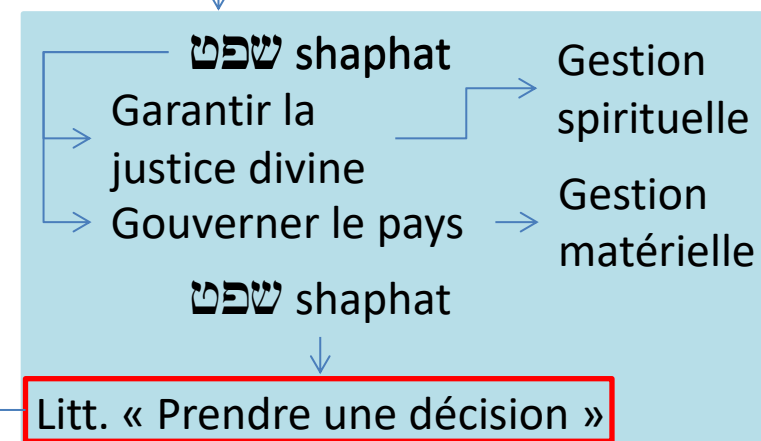 שפט shaphat
Garantir la
justice divine
Gouverner le pays
Gestion
spirituelle
Gestion
matérielle
שפט shaphat
Litt. « Prendre une décision »